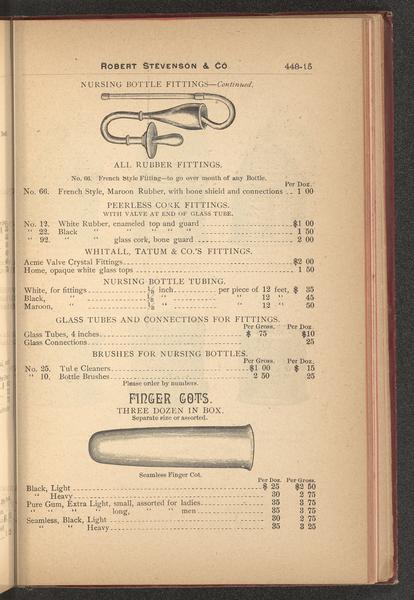 ROBERT STEVENSON & CO 448-15
NURSING BOTTLE FITTINGS—Continued.
ALL RUBBER FITTINGS.
No. 66. French Style Fitting—to go over mouth of any Bottle.
Per Doz.
No. 66. French Style, Maroon Rubber, with bone shield and connections 1 00
PEERLESS CORK FITTINGS.
WITH VALVE AT END OF GLASS TUBE.
No. 12. White Rubber, enameled top and guard $1 00
" 22. Black " " " " 1 50
" 92. " " glass cork, bone guard 2 00
WHITALL, TATUM & CO.'S FITTINGS.
Acme Valve Crystal Fittings $2 00
Home, opaque white glass tops 1 50
NURSING BOTTLE TUBING.
White, for fittings 1/8 inch per piece of 12 feet, $ 35
Black, " 1/8 " " 12 " 45
Maroon, " 1/8 " " 12 " 50
GLASS TUBES AND CONNECTIONS FOR FITTINGS.
Per Gross. Per Doz.
Glass Tubes, 4 inches $ 75 $10
Glass Connections 25
BRUSHES FOR NURSING BOTTLES.
Per Gross. Per Doz.
No. 25. Tube Cleaners $1 00 $ 15
" 10. Bottle Brushes 2 50 25
Please order by numbers.
FINGER COTS.
THREE DOZEN IN BOX.
Separate size or assorted.
Seamless Finger Cot.
Per Doz. Per Gross.
Black, Light $ 25 $2 50
" Heavy 30 2 75
Pure Gum, Extra Light, small, assorted for ladies 35 3 75
" " " " long, " " men 35 3 75
Seamless, Black, Light 30 2 75
" " Heavy 35 3 25